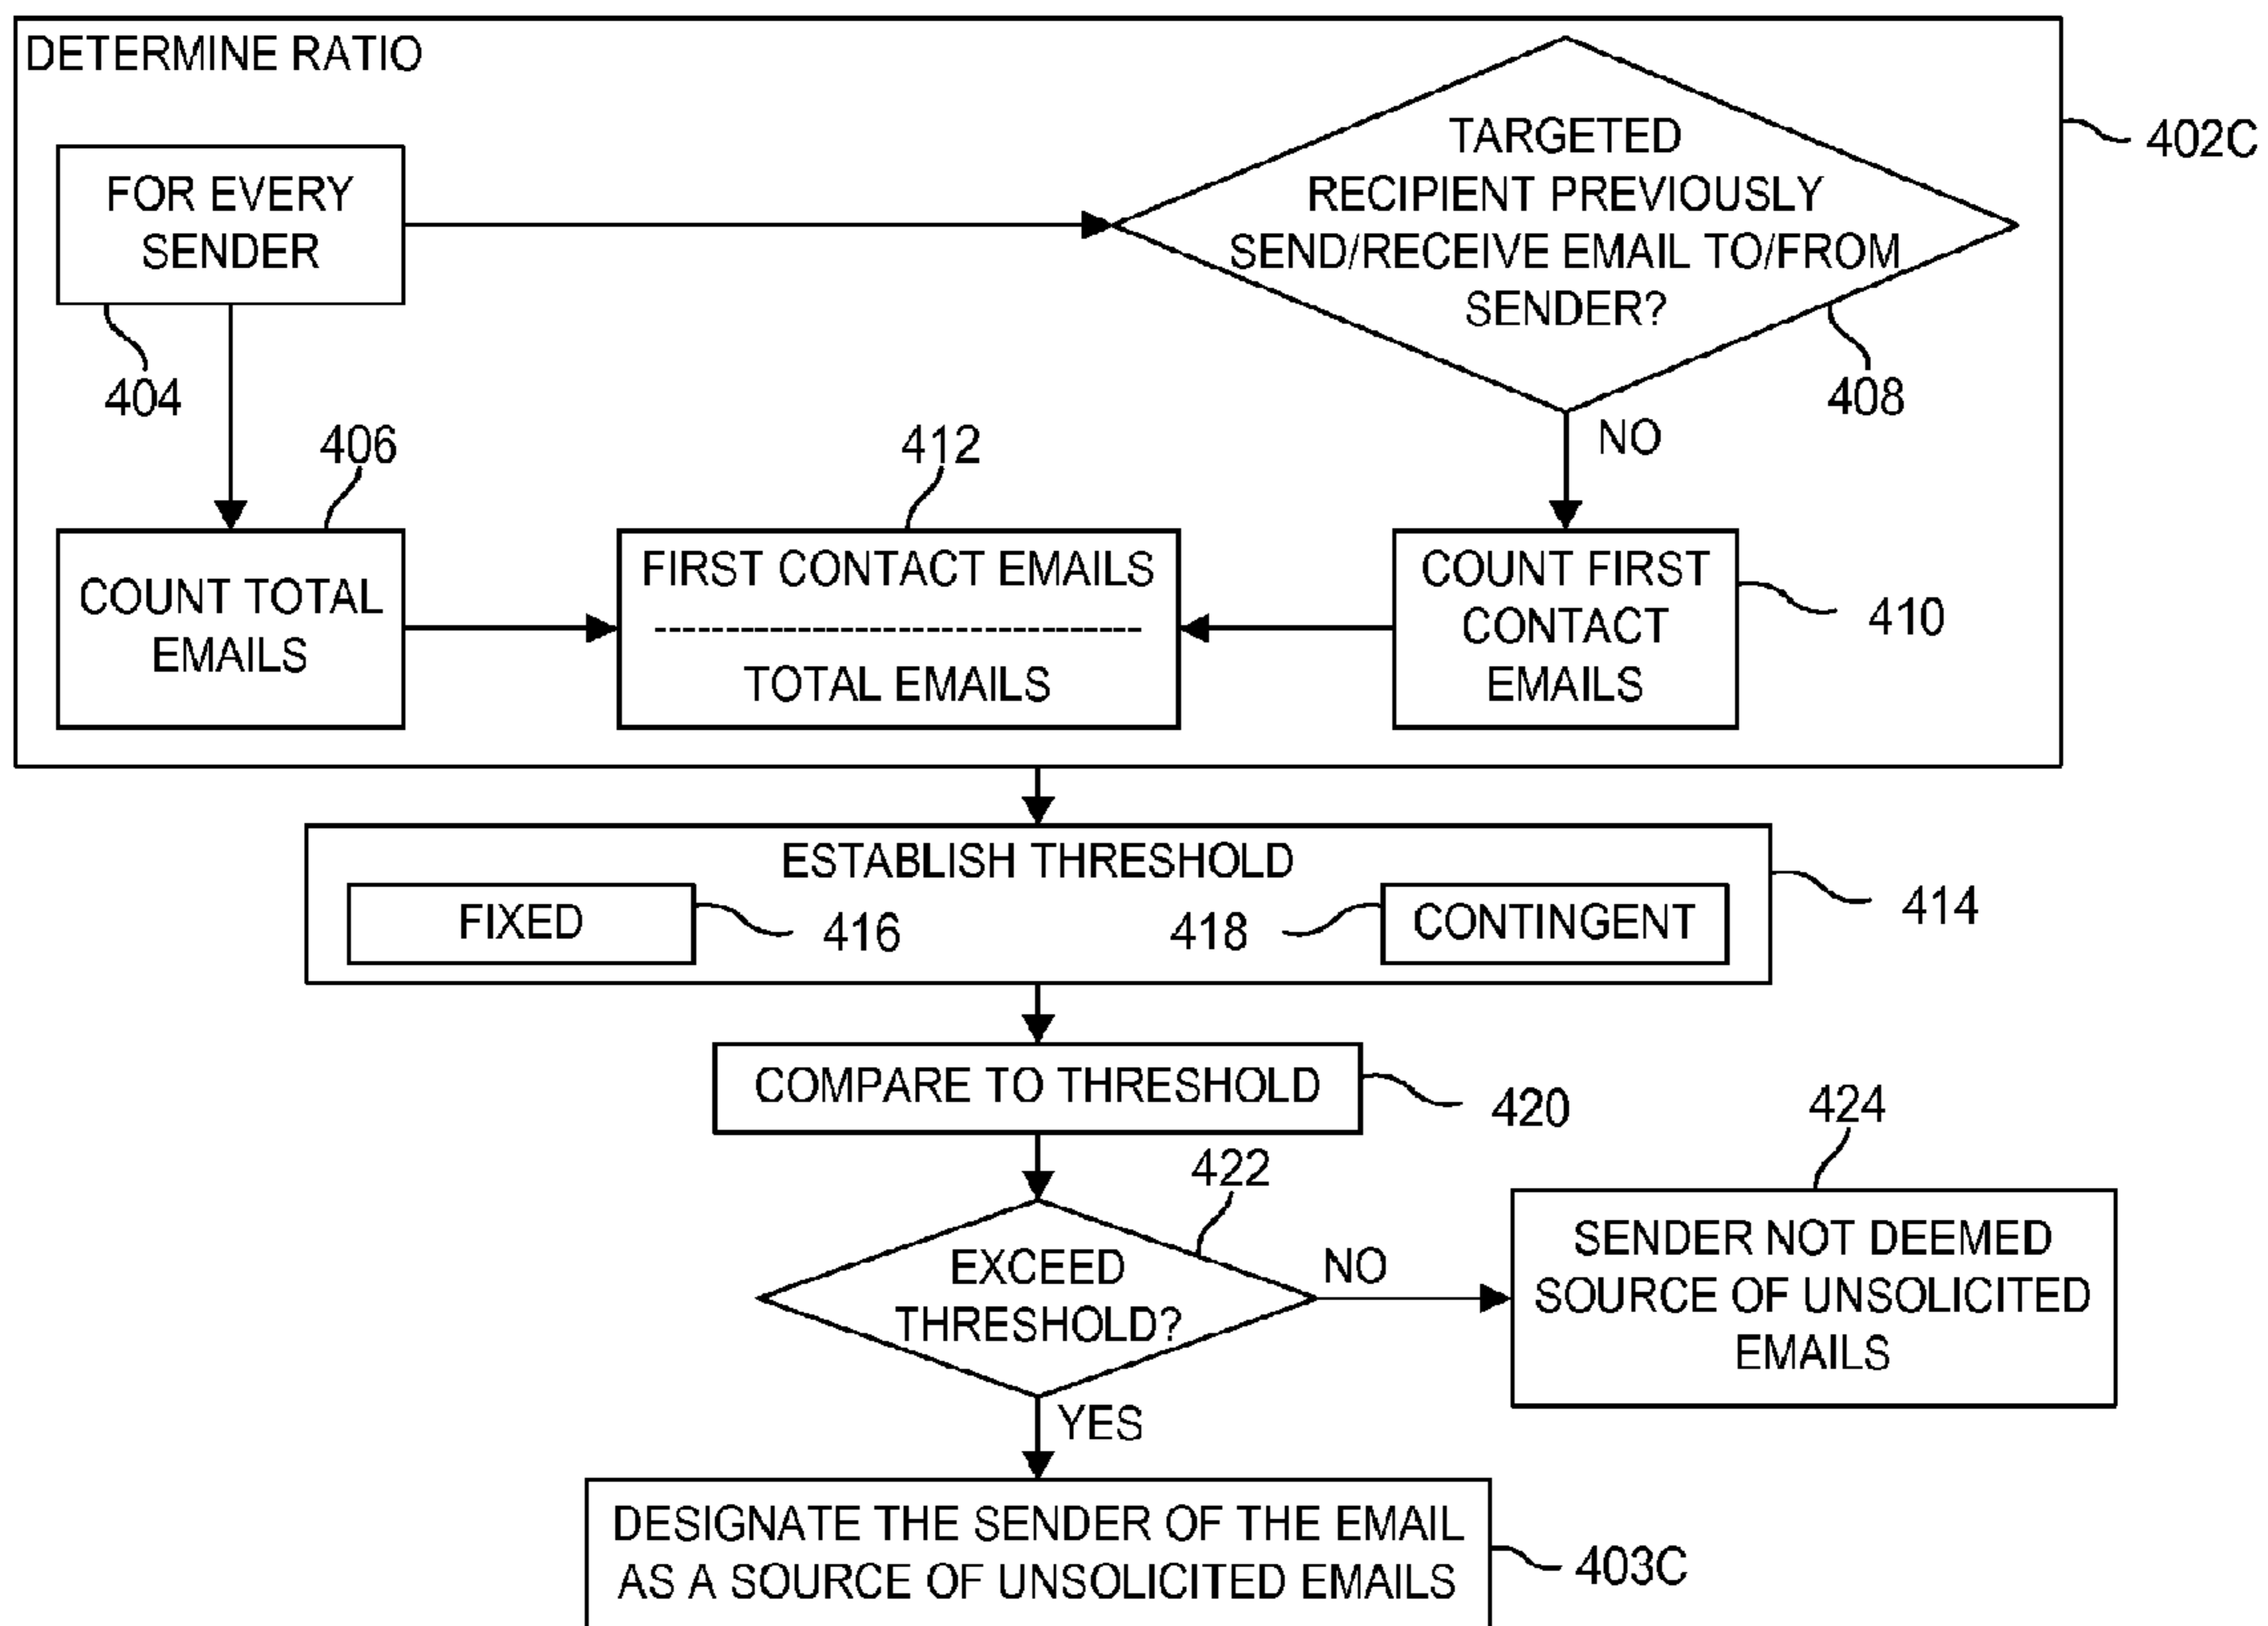 DETERMINE RATIO
FOR EVERY
SENDER
404
TARGETED
RECIPIENT PREVIOUSLY
SEND/RECEIVE EMAIL TO/FROM
SENDER?
402C
408
NO
406
COUNT TOTAL
EMAILS
412
FIRST CONTACT EMAILS
TOTAL EMAILS
COUNT FIRST
CONTACT
EMAILS
410
ESTABLISH THRESHOLD
FIXED
416
418
CONTINGENT
414
COMPARE TO THRESHOLD
420
422
EXCEED
THRESHOLD?
NO
424
SENDER NOT DEEMED
SOURCE OF UNSOLICITED
EMAILS
YES
DESIGNATE THE SENDER OF THE EMAIL
AS A SOURCE OF UNSOLICITED EMAILS
403C